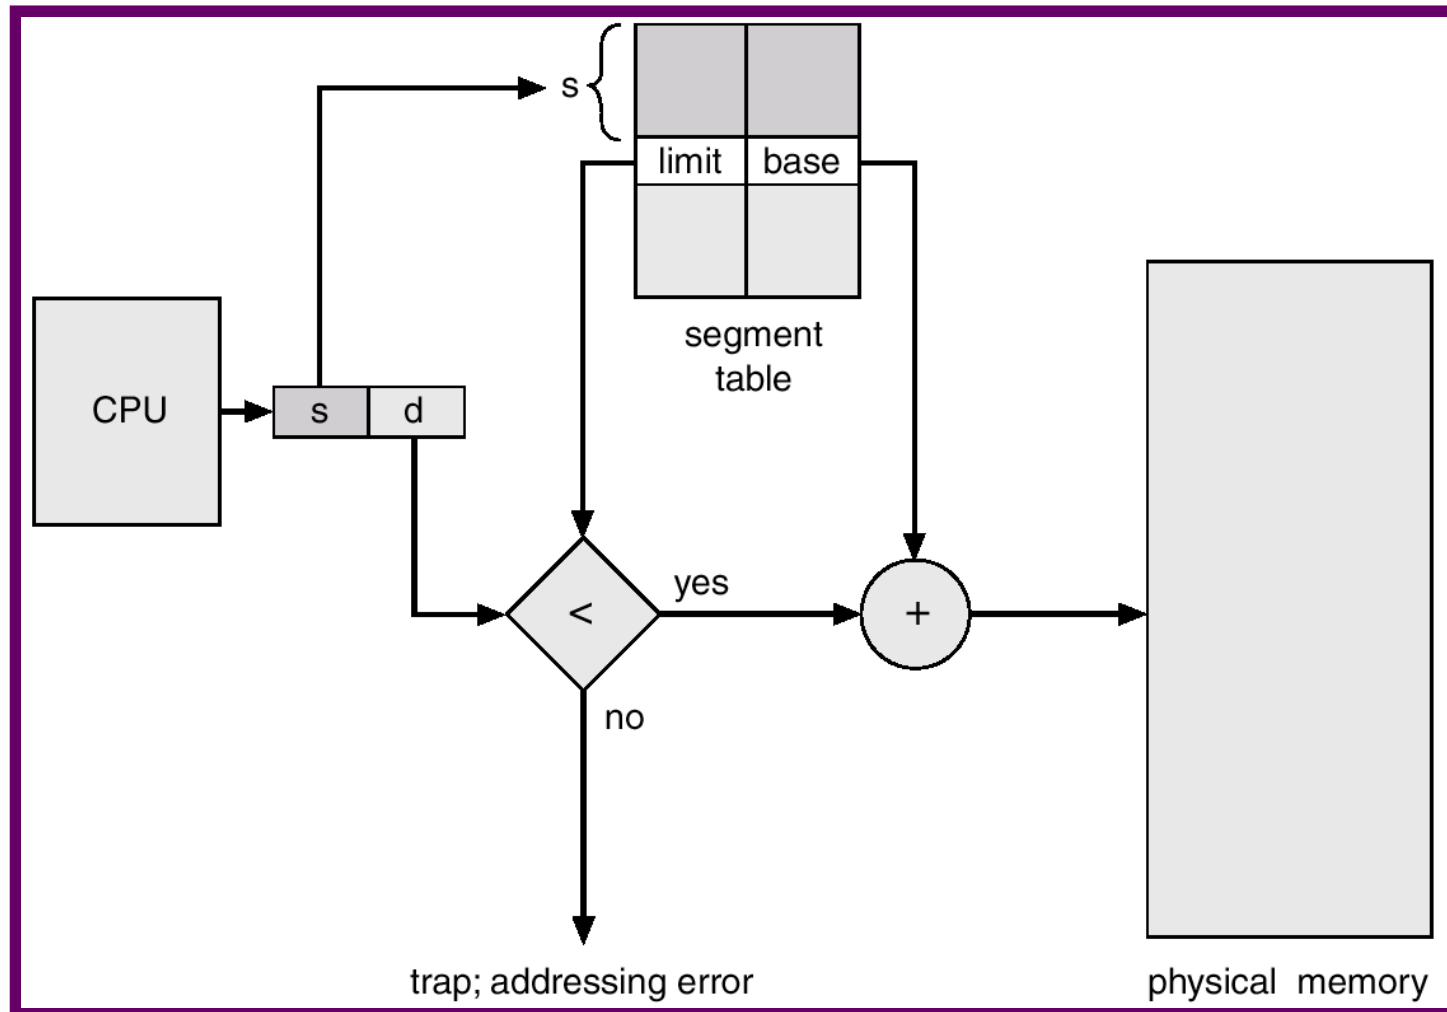 s
limit base
segment
table
CPU
s d
<
yes
+
no
trap; addressing error
physical memory